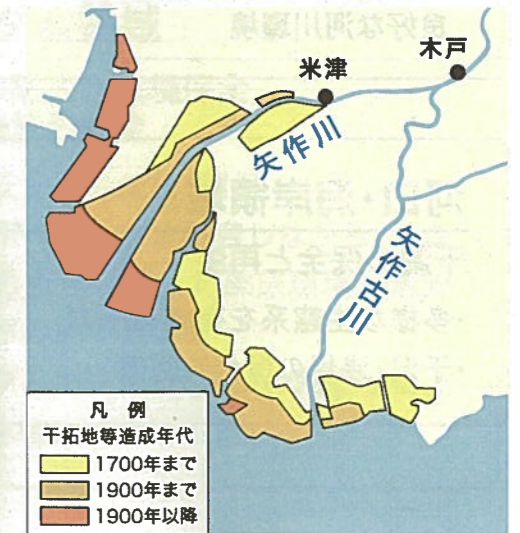 木戸
米津
矢作川
矢作古川
凡 例
干拓地等造成年代
1700年まで
1900年まで
1900年以降